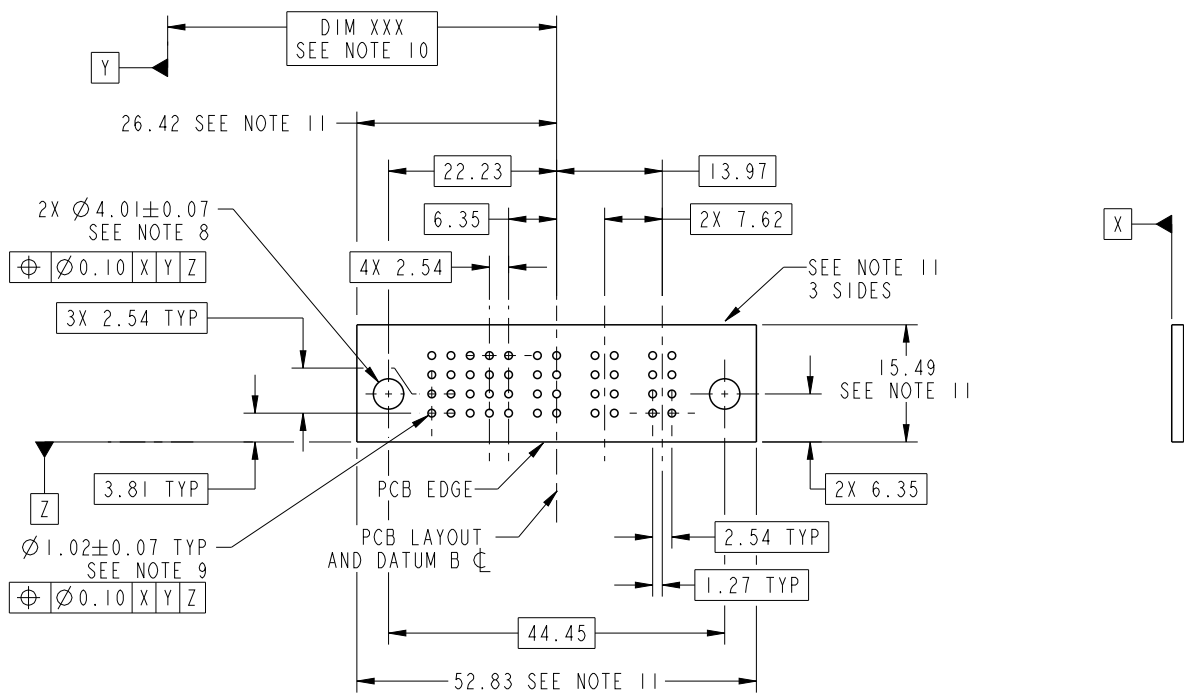 DIM XXX
SEE NOTE 10
Y
26.42 SEE NOTE 11
22.23
13.97
6.35
2X 7.62
2X Ø4.01±0.07
SEE NOTE 8
X
⌖ Ø0.10 X Y Z
4X 2.54
SEE NOTE 11
3 SIDES
3X 2.54 TYP
15.49
SEE NOTE 11
3.81 TYP
PCB EDGE
2X 6.35
Z
PCB LAYOUT
AND DATUM B ℄
2.54 TYP
Ø1.02±0.07 TYP
SEE NOTE 9
⌖ Ø0.10 X Y Z
1.27 TYP
44.45
52.83 SEE NOTE 11